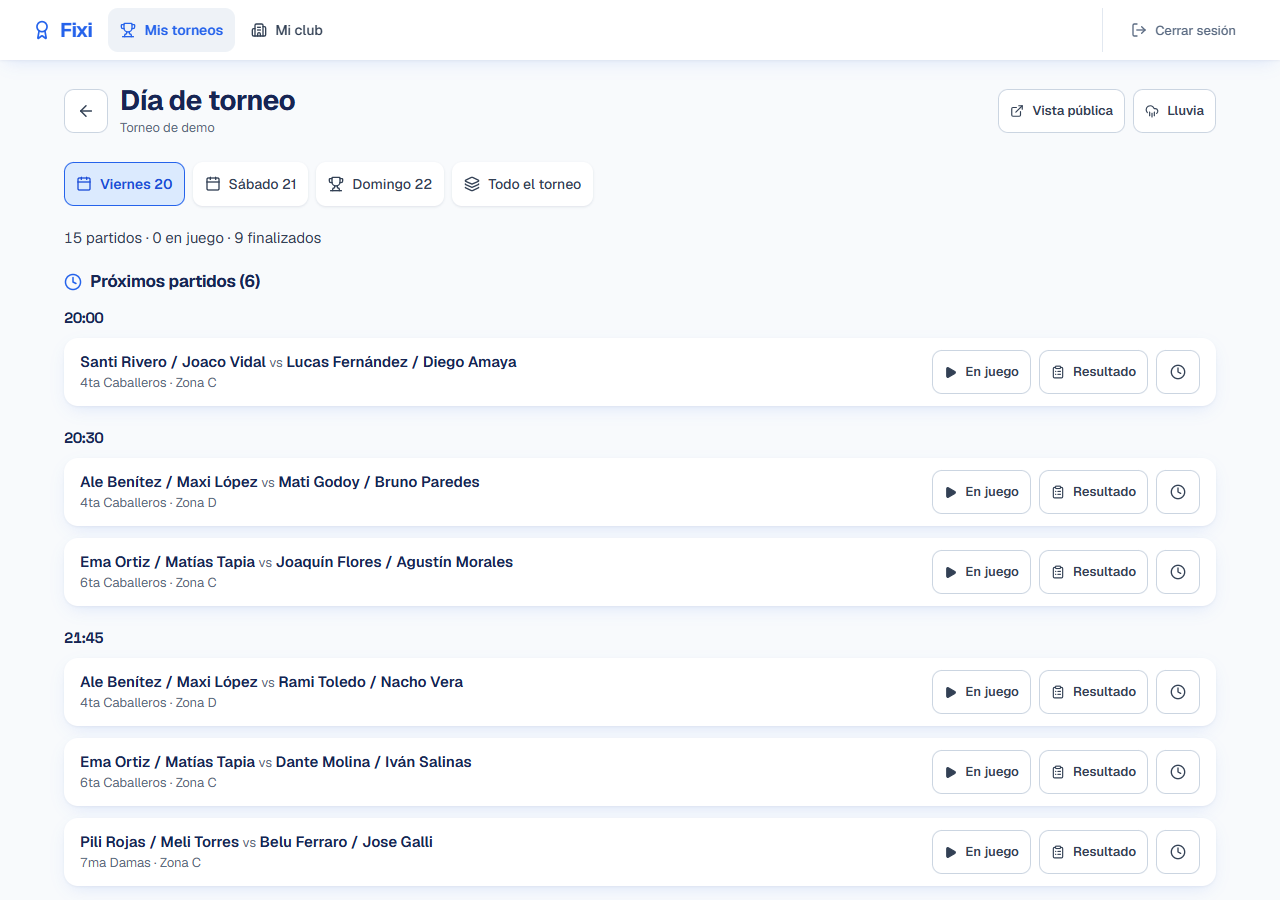 Fixi
Mis torneos
Mi club
Cerrar sesión
Día de torneo
Torneo de demo
Vista pública
Lluvia
Viernes 20
Sábado 21
Domingo 22
Todo el torneo
15 partidos · 0 en juego · 9 finalizados
Próximos partidos (6)
20:00
Santi Rivero / Joaco Vidal vs Lucas Fernández / Diego Amaya
4ta Caballeros · Zona C
En juego
Resultado
20:30
Ale Benítez / Maxi López vs Mati Godoy / Bruno Paredes
4ta Caballeros · Zona D
En juego
Resultado
Ema Ortiz / Matías Tapia vs Joaquín Flores / Agustín Morales
6ta Caballeros · Zona C
En juego
Resultado
21:45
Ale Benítez / Maxi López vs Rami Toledo / Nacho Vera
4ta Caballeros · Zona D
En juego
Resultado
Ema Ortiz / Matías Tapia vs Dante Molina / Iván Salinas
6ta Caballeros · Zona C
En juego
Resultado
Pili Rojas / Meli Torres vs Belu Ferraro / Jose Galli
7ma Damas · Zona C
En juego
Resultado